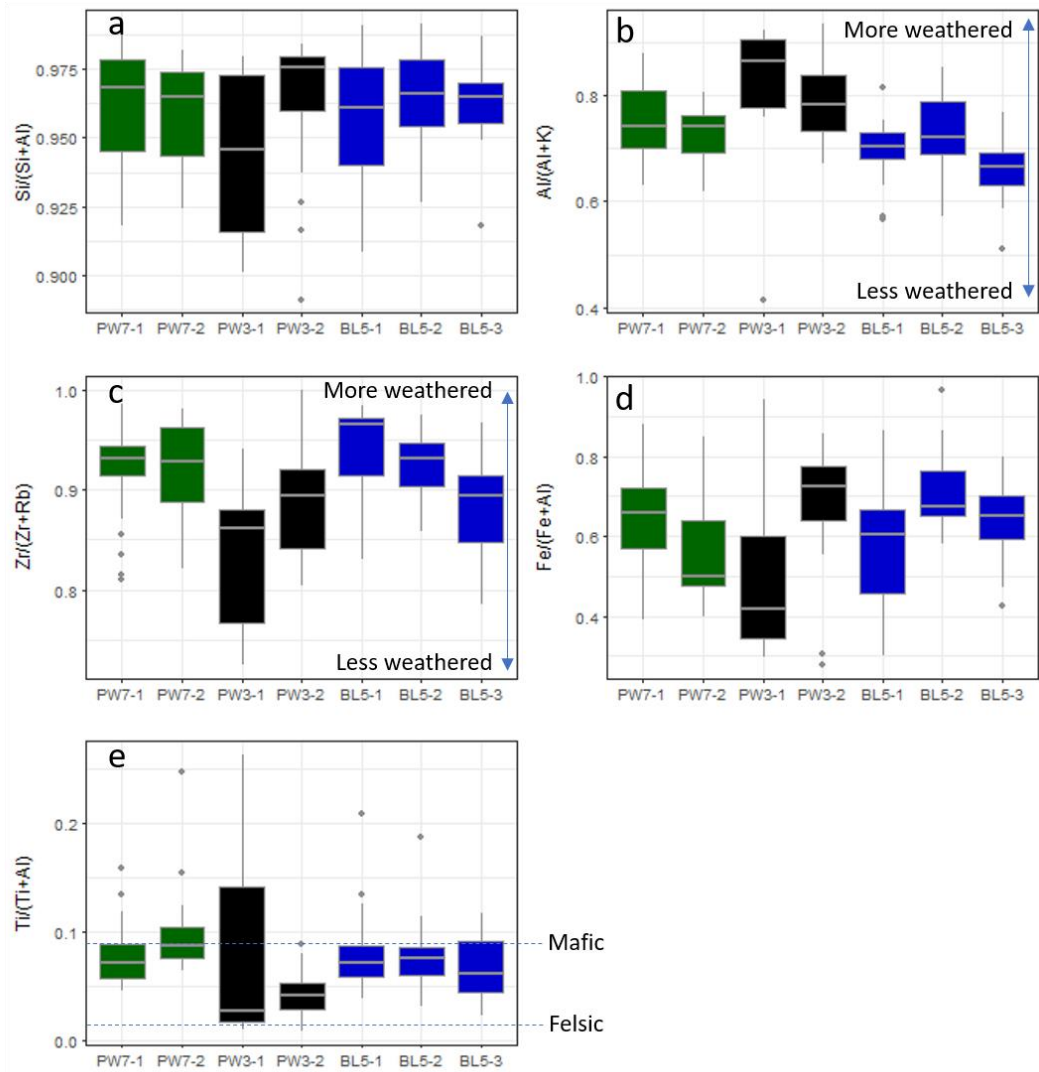 a
0.975
0.950
0.925
0.900
Si/(Si+Al)
PW7-1 PW7-2 PW3-1 PW3-2 BL5-1 BL5-2 BL5-3
b
More weathered
0.8
0.6
0.4
Al/(Al+K)
Less weathered
PW7-1 PW7-2 PW3-1 PW3-2 BL5-1 BL5-2 BL5-3
c
More weathered
1.0
0.9
0.8
Zr/(Zr+Rb)
Less weathered
PW7-1 PW7-2 PW3-1 PW3-2 BL5-1 BL5-2 BL5-3
d
1.0
0.8
0.6
0.4
Fe/(Fe+Al)
PW7-1 PW7-2 PW3-1 PW3-2 BL5-1 BL5-2 BL5-3
e
0.2
0.1
0.0
Ti/(Ti+Al)
Mafic
Felsic
PW7-1 PW7-2 PW3-1 PW3-2 BL5-1 BL5-2 BL5-3